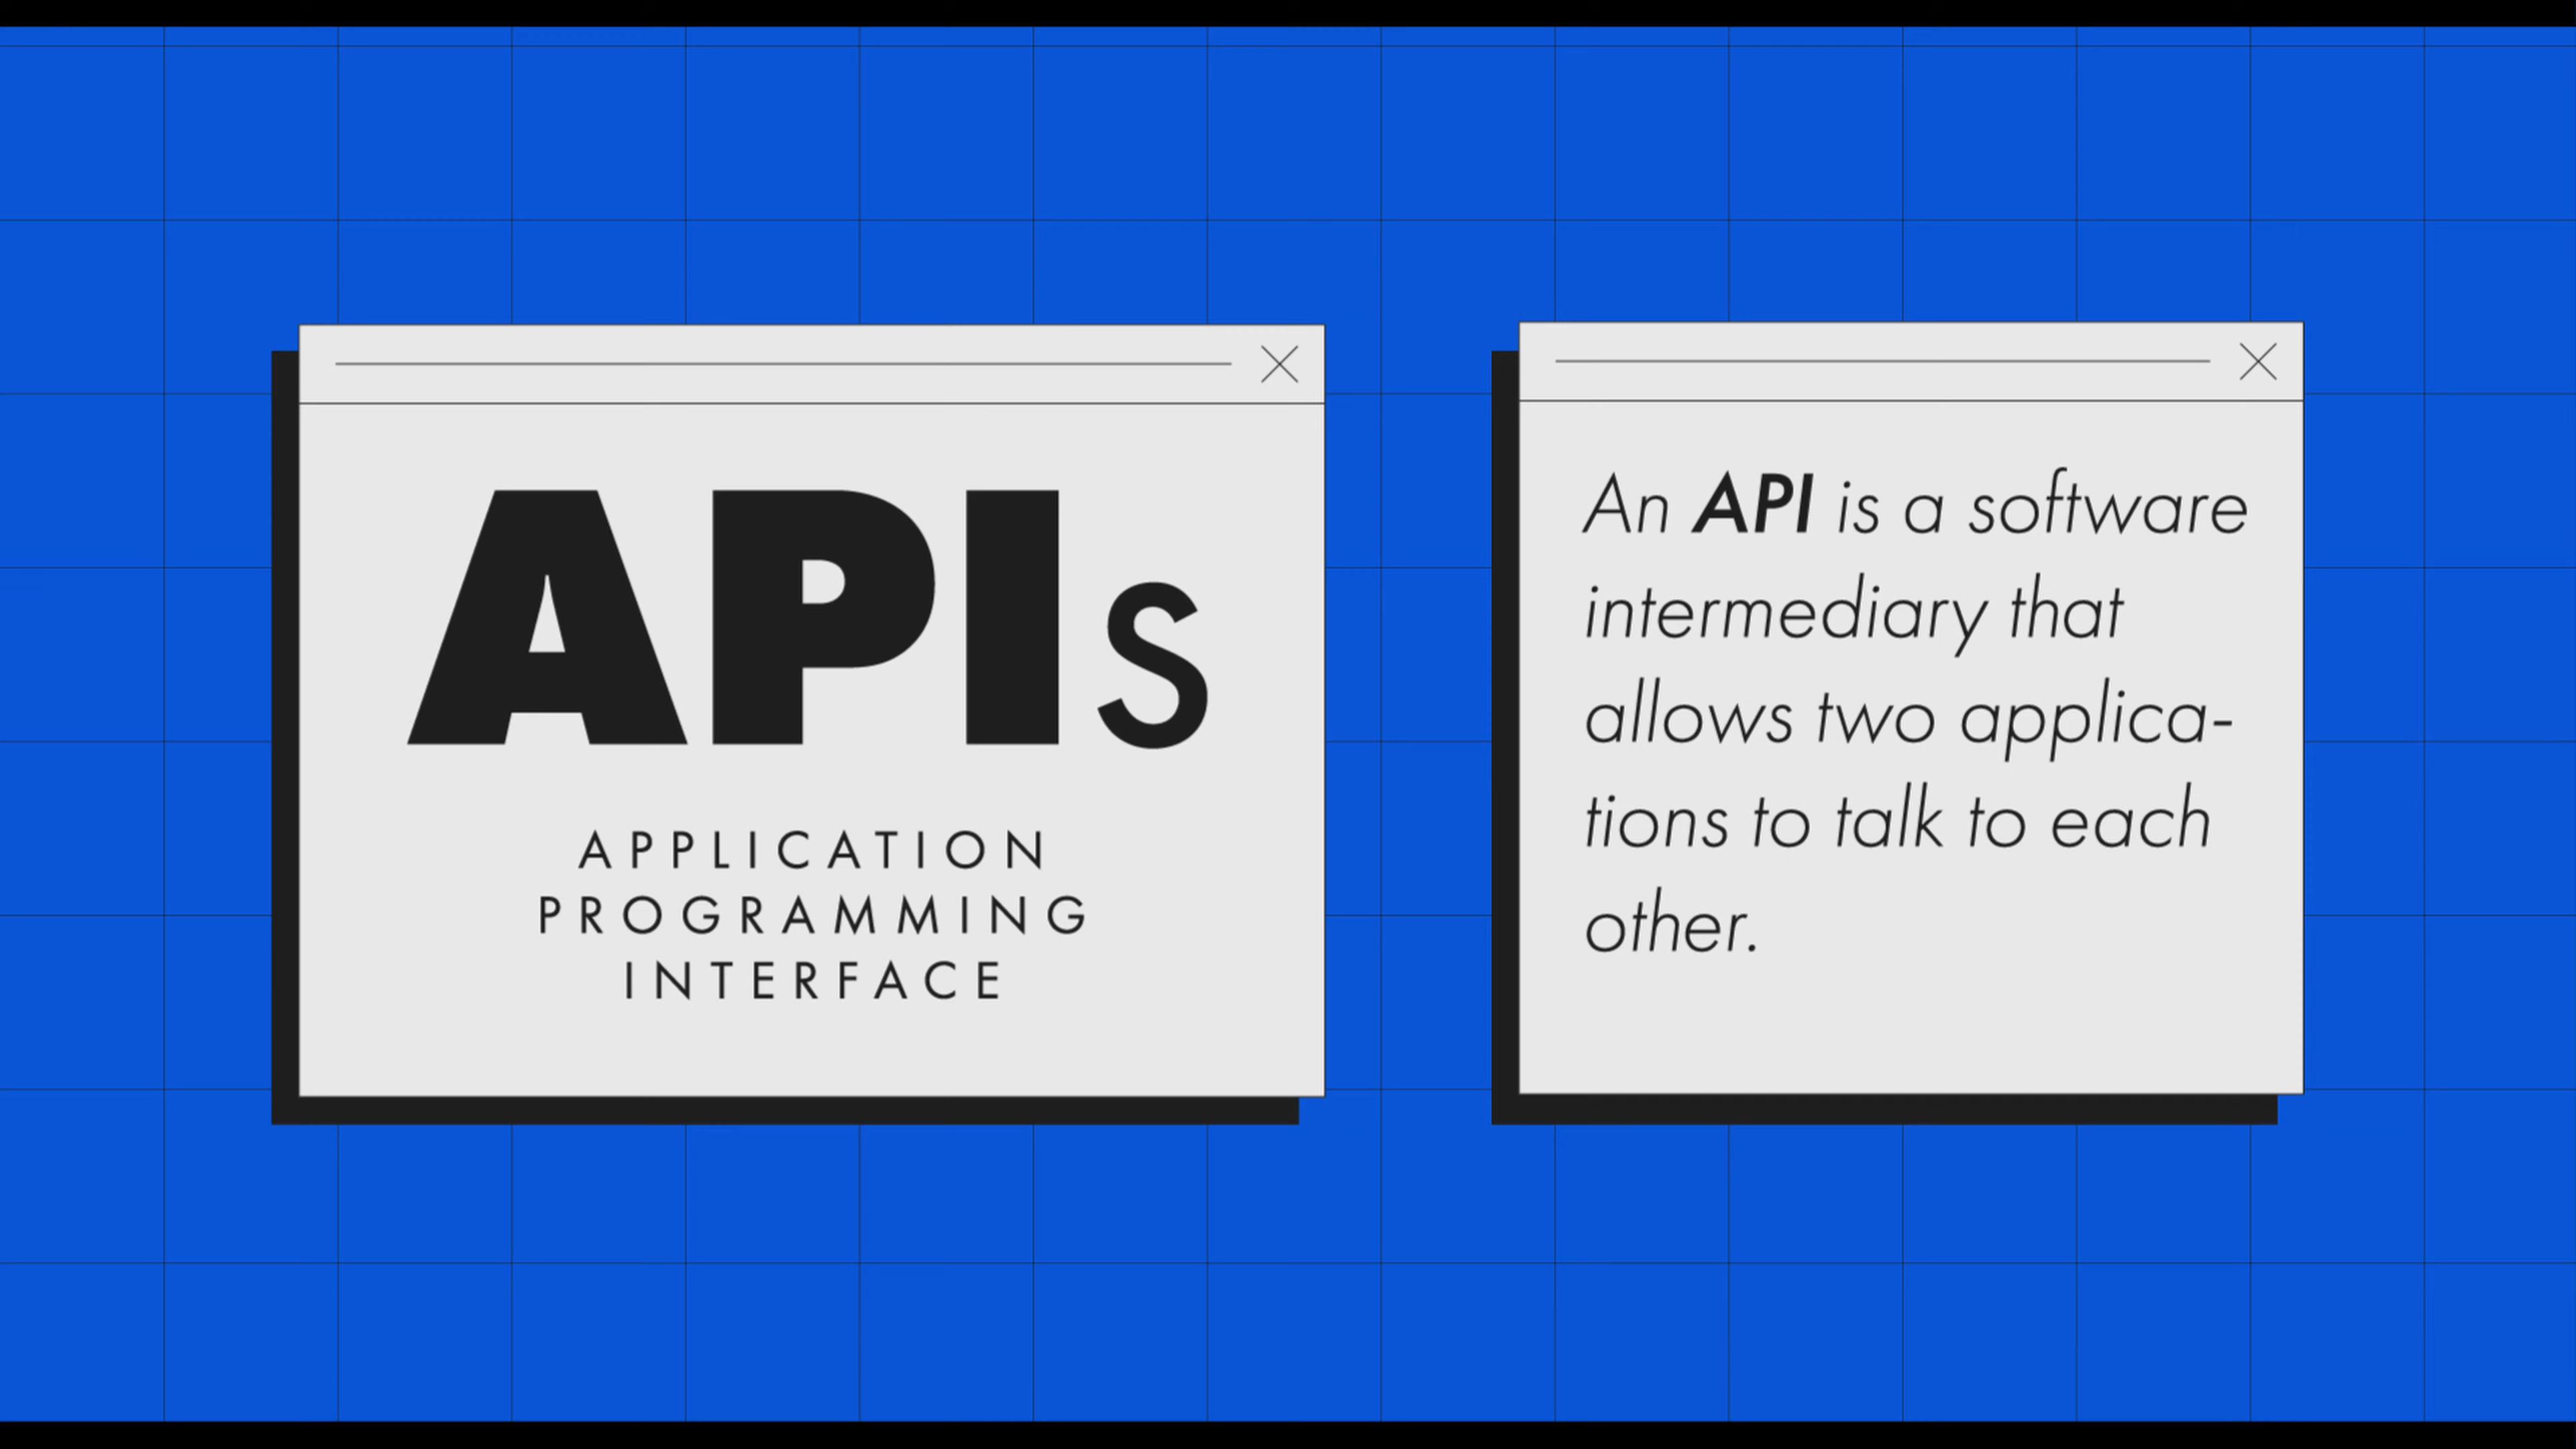 APIs
APPLICATION
PROGRAMMING
INTERFACE
An API is a software
intermediary that
allows two applica-
tions to talk to each
other.